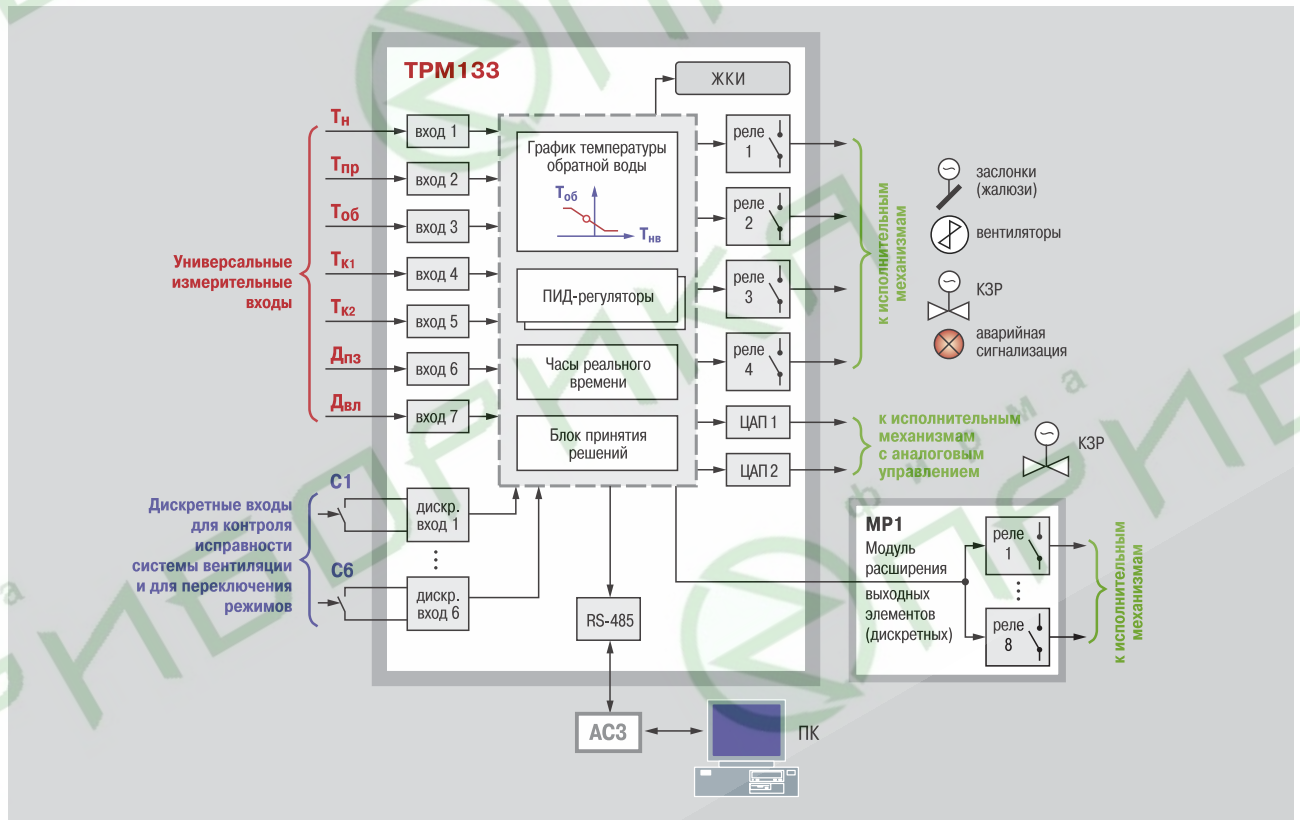 ТРМ133
ЖКИ
Универсальные
измерительные
входы
Тн
Тпр
Тоб
Тк1
Тк2
Дпз
Двл
вход 1
вход 2
вход 3
вход 4
вход 5
вход 6
вход 7
График температуры
обратной воды
Тоб
Тнв
ПИД-регуляторы
Часы реального
времени
Блок принятия
решений
реле
1
реле
2
реле
3
реле
4
ЦАП 1
ЦАП 2
к исполнительным
механизмам
заслонки
(жалюзи)
вентиляторы
КЗР
аварийная
сигнализация
к исполнительным
механизмам
с аналоговым
управлением
КЗР
Дискретные входы
для контроля
исправности
системы вентиляции
и для переключения
режимов
С1
С6
дискр.
вход 1
дискр.
вход 6
RS-485
АС3
ПК
МР1
Модуль
расширения
выходных
элементов
(дискретных)
реле
1
реле
8
к исполнительным
механизмам
фирма